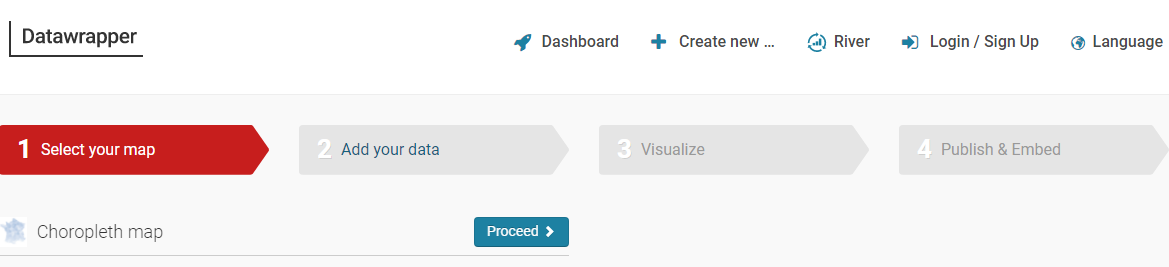 Datawrapper
Dashboard
Create new ...
River
Login / Sign Up
Language
1 Select your map
2 Add your data
3 Visualize
4 Publish & Embed
Choropleth map
Proceed